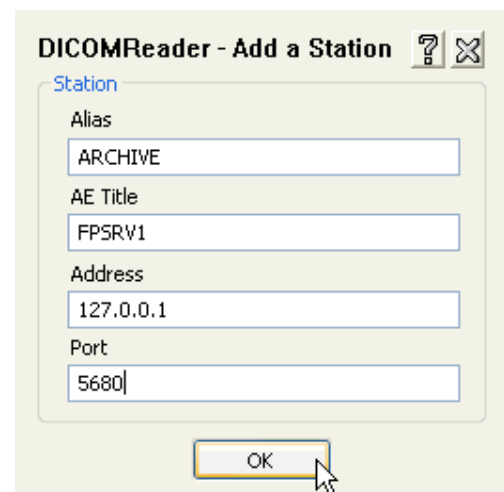 DICOMReader - Add a Station ?
Station
Alias
ARCHIVE
AE Title
FPSRV1
Address
127.0.0.1
Port
5680
OK